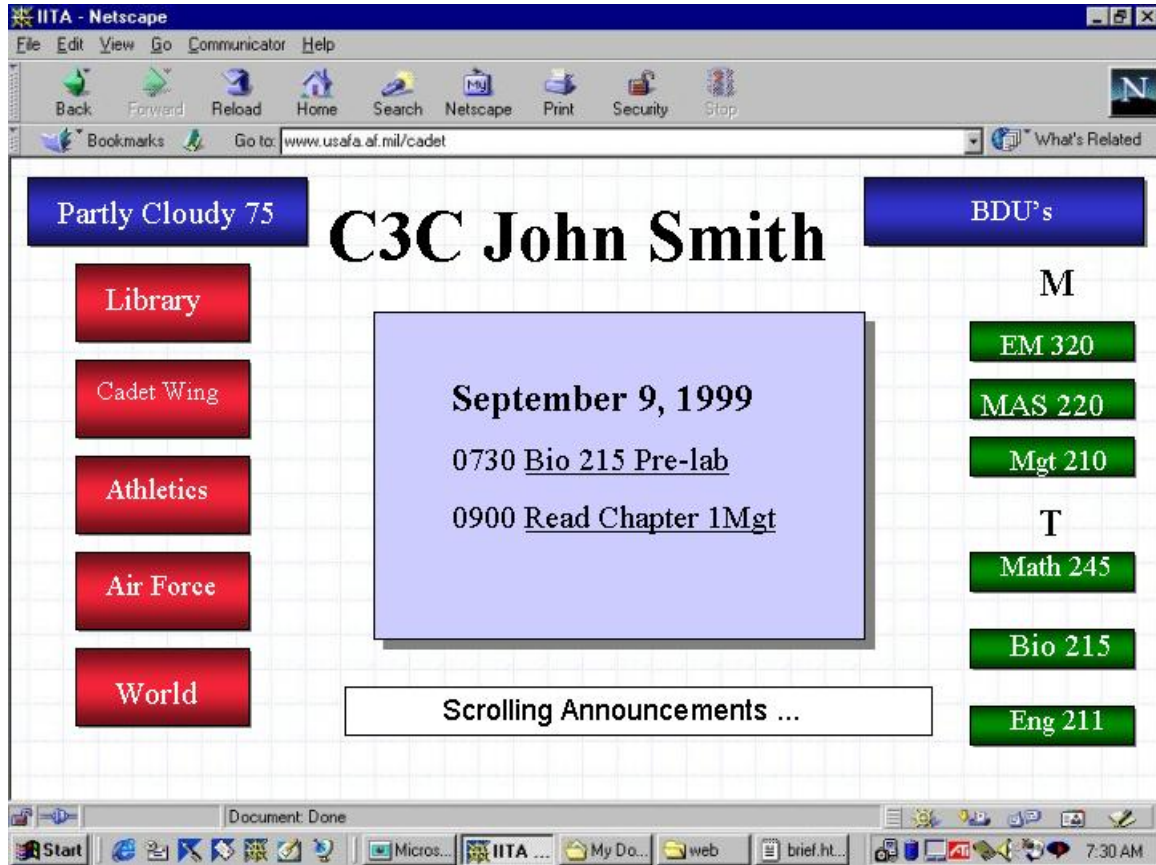 IITA - Netscape
File Edit View Go Communicator Help
Back Forward Reload Home Search Netscape Print Security Stop
N
Bookmarks Go to: www.usafa.af.mil/cadet What's Related
Partly Cloudy 75
C3C John Smith
BDU's
Library
Cadet Wing
Athletics
Air Force
World
September 9, 1999
0730 Bio 215 Pre-lab
0900 Read Chapter 1Mgt
Scrolling Announcements ...
M
EM 320
MAS 220
Mgt 210
T
Math 245
Bio 215
Eng 211
Document: Done
Start Micros... IITA ... My Do... web brief.ht... 7:30 AM